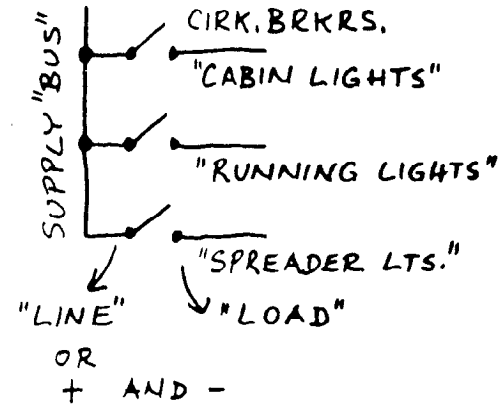 CIRK. BRKRS.
SUPPLY "BUS"
"CABIN LIGHTS"
"RUNNING LIGHTS"
"SPREADER LTS."
"LINE"
"LOAD"
OR
+ AND -